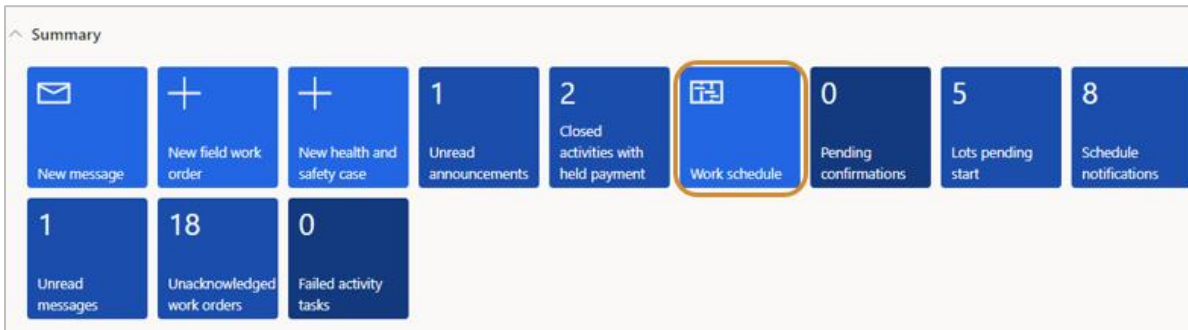 Summary
New message
New field work
order
New health and
safety case
1
Unread
announcements
2
Closed
activities with
held payment
Work schedule
0
Pending
confirmations
5
Lots pending
start
8
Schedule
notifications
1
Unread
messages
18
Unacknowledged
work orders
0
Failed activity
tasks